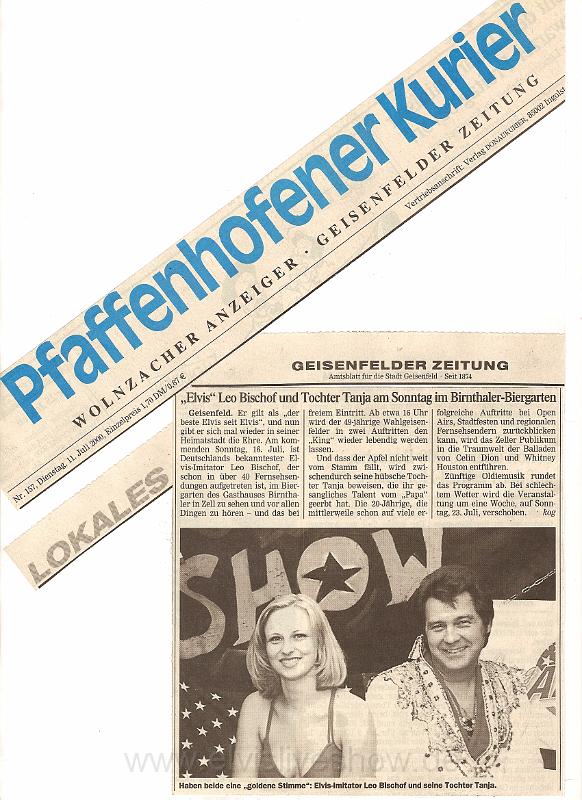 Pfaffenhofener Kurier
WOLNZACHER ANZEIGER · GEISENFELDER ZEITUNG
Nr. 157, Dienstag, 11. Juli 2000, Einzelpreis 1,70 DM/0,87 €
Vertriebsanschrift: Verlag DONAUKURIER, 85002 Ingolst
LOKALES
GEISENFELDER ZEITUNG
Amtsblatt für die Stadt Geisenfeld - Seit 1874
„Elvis“ Leo Bischof und Tochter Tanja am Sonntag im Birnthaler-Biergarten
Geisenfeld. Er gilt als „der
beste Elvis seit Elvis“, und nun
gibt er sich mal wieder in seiner
Heimatstadt die Ehre. Am kom-
menden Sonntag, 16. Juli, ist
Deutschlands bekanntester El-
vis-Imitator Leo Bischof, der
schon in über 40 Fernsehsen-
dungen aufgetreten ist, im Bier-
garten des Gasthauses Birntha-
ler in Zell zu sehen und vor allen
Dingen zu hören – und das bei
freiem Eintritt. Ab etwa 16 Uhr
wird der 49-jährige Wahlgeisen-
felder in zwei Auftritten den
„King“ wieder lebendig werden
lassen.
Und dass der Apfel nicht weit
vom Stamm fällt, wird zwi-
schendurch seine hübsche Toch-
ter Tanja beweisen, die ihr ge-
sangliches Talent vom „Papa“
geerbt hat. Die 20-Jährige, die
mittlerweile schon auf viele er-
folgreiche Auftritte bei Open
Airs, Stadtfesten und regionalen
Fernsehsendern zurückblicken
kann, wird das Zeller Publikum
in die Traumwelt der Balladen
von Celin Dion und Whitney
Houston entführen.
Zünftige Oldiemusik rundet
das Programm ab. Bei schlech-
tem Wetter wird die Veranstal-
tung um eine Woche, auf Sonn-
tag, 23. Juli, verschoben. kog
SHOW
www.elvisliveshow.de
Haben beide eine „goldene Stimme“: Elvis-Imitator Leo Bischof und seine Tochter Tanja.